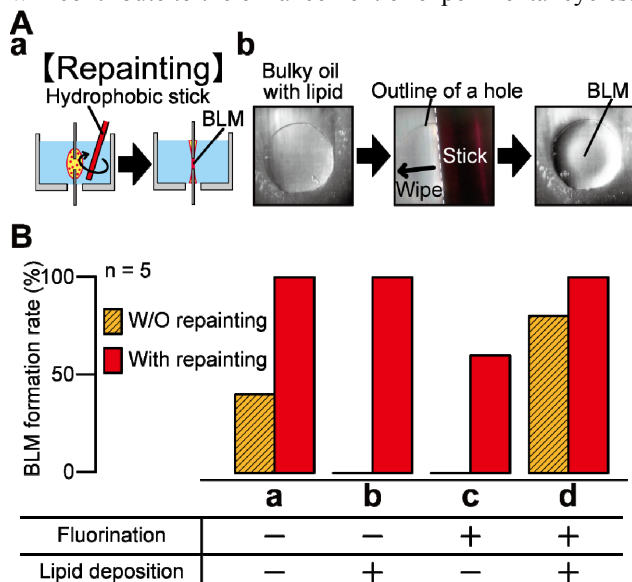 A
a
【Repainting】
Hydrophobic stick
BLM
b
Bulky oil
with lipid
Outline of a hole
Stick
Wipe
BLM
B
BLM formation rate (%)
100
50
0
n = 5
W/O repainting
With repainting
a b c d
Fluorination − − + +
Lipid deposition − + − +